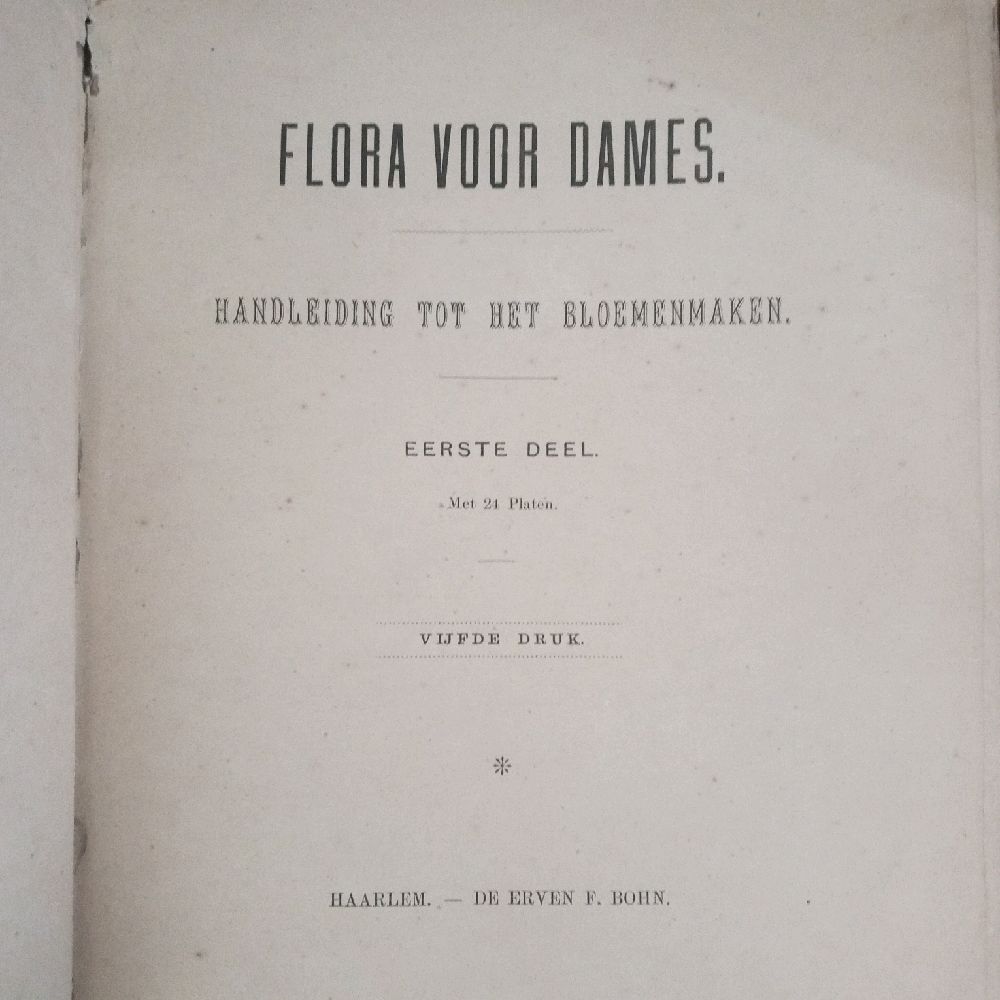 FLORA VOOR DAMES.
HANDLEIDING TOT HET BLOEMENMAKEN.
EERSTE DEEL.
Met 24 Platen.
VIJFDE DRUK.
HAARLEM. — DE ERVEN F. BOHN.